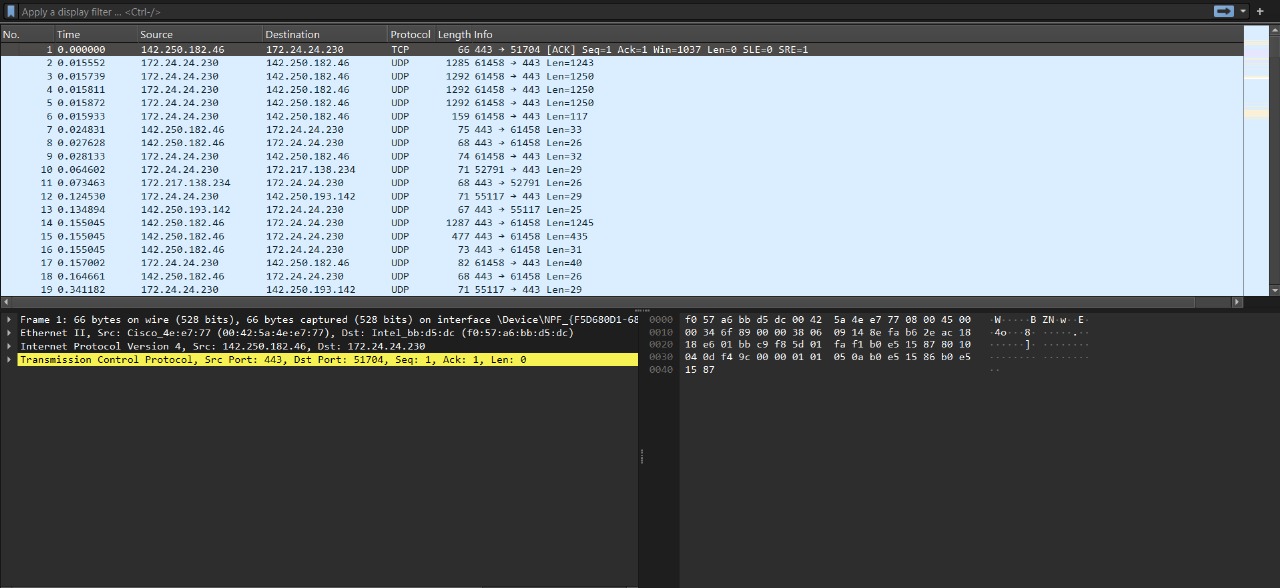 Apply a display filter ... <Ctrl-/>
No. Time Source Destination Protocol Length Info
1 0.000000 142.250.182.46 172.24.24.230 TCP 66 443 → 51704 [ACK] Seq=1 Ack=1 Win=1037 Len=0 SLE=0 SRE=1
2 0.015552 172.24.24.230 142.250.182.46 UDP 1285 61458 → 443 Len=1243
3 0.015739 172.24.24.230 142.250.182.46 UDP 1292 61458 → 443 Len=1250
4 0.015811 172.24.24.230 142.250.182.46 UDP 1292 61458 → 443 Len=1250
5 0.015872 172.24.24.230 142.250.182.46 UDP 1292 61458 → 443 Len=1250
6 0.015933 172.24.24.230 142.250.182.46 UDP 159 61458 → 443 Len=117
7 0.024831 142.250.182.46 172.24.24.230 UDP 75 443 → 61458 Len=33
8 0.027628 142.250.182.46 172.24.24.230 UDP 68 443 → 61458 Len=26
9 0.028133 172.24.24.230 142.250.182.46 UDP 74 61458 → 443 Len=32
10 0.064602 172.24.24.230 172.217.138.234 UDP 71 52791 → 443 Len=29
11 0.073463 172.217.138.234 172.24.24.230 UDP 68 443 → 52791 Len=26
12 0.124530 172.24.24.230 142.250.193.142 UDP 71 55117 → 443 Len=29
13 0.134894 142.250.193.142 172.24.24.230 UDP 67 443 → 55117 Len=25
14 0.155045 142.250.182.46 172.24.24.230 UDP 1287 443 → 61458 Len=1245
15 0.155045 142.250.182.46 172.24.24.230 UDP 477 443 → 61458 Len=435
16 0.155045 142.250.182.46 172.24.24.230 UDP 73 443 → 61458 Len=31
17 0.157002 172.24.24.230 142.250.182.46 UDP 82 61458 → 443 Len=40
18 0.164661 142.250.182.46 172.24.24.230 UDP 68 443 → 61458 Len=26
19 0.341182 172.24.24.230 142.250.193.142 UDP 71 55117 → 443 Len=29
Frame 1: 66 bytes on wire (528 bits), 66 bytes captured (528 bits) on interface \Device\NPF_{F5D680D1-68
Ethernet II, Src: Cisco_4e:e7:77 (00:42:5a:4e:e7:77), Dst: Intel_bb:d5:dc (f0:57:a6:bb:d5:dc)
Internet Protocol Version 4, Src: 142.250.182.46, Dst: 172.24.24.230
Transmission Control Protocol, Src Port: 443, Dst Port: 51704, Seq: 1, Ack: 1, Len: 0
0000 f0 57 a6 bb d5 dc 00 42 5a 4e e7 77 08 00 45 00 ·W·····B ZN·w··E·
0010 00 34 6f 89 00 00 38 06 09 14 8e fa b6 2e ac 18 ·4o···8· ·····.··
0020 18 e6 01 bb c9 f8 5d 01 fa f1 b0 e5 15 87 80 10 ······]· ········
0030 04 0d f4 9c 00 00 01 01 05 0a b0 e5 15 86 b0 e5 ········ ········
0040 15 87 ··